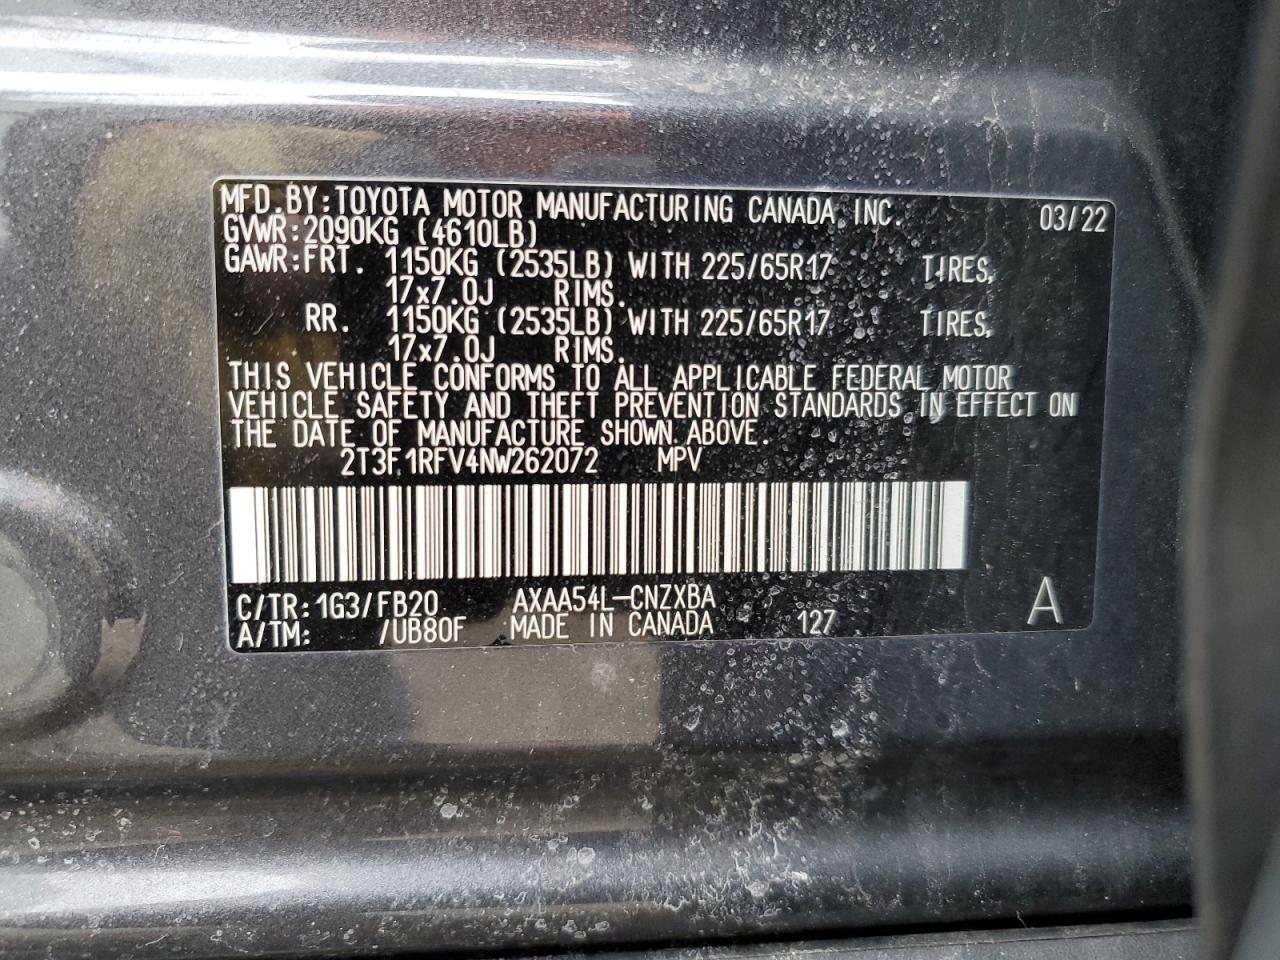 MFD.BY:TOYOTA MOTOR MANUFACTURING CANADA INC. 03/22
GVWR:2090KG (4610LB)
GAWR:FRT. 1150KG (2535LB) WITH 225/65R17 TIRES,
17x7.0J RIMS.
RR. 1150KG (2535LB) WITH 225/65R17 TIRES,
17x7.0J RIMS.
THIS VEHICLE CONFORMS TO ALL APPLICABLE FEDERAL MOTOR
VEHICLE SAFETY AND THEFT PREVENTION STANDARDS IN EFFECT ON
THE DATE OF MANUFACTURE SHOWN ABOVE.
2T3F1RFV4NW262072 MPV
C/TR:1G3/FB20 AXAA54L-CNZXBA A
A/TM: /UB80F MADE IN CANADA 127